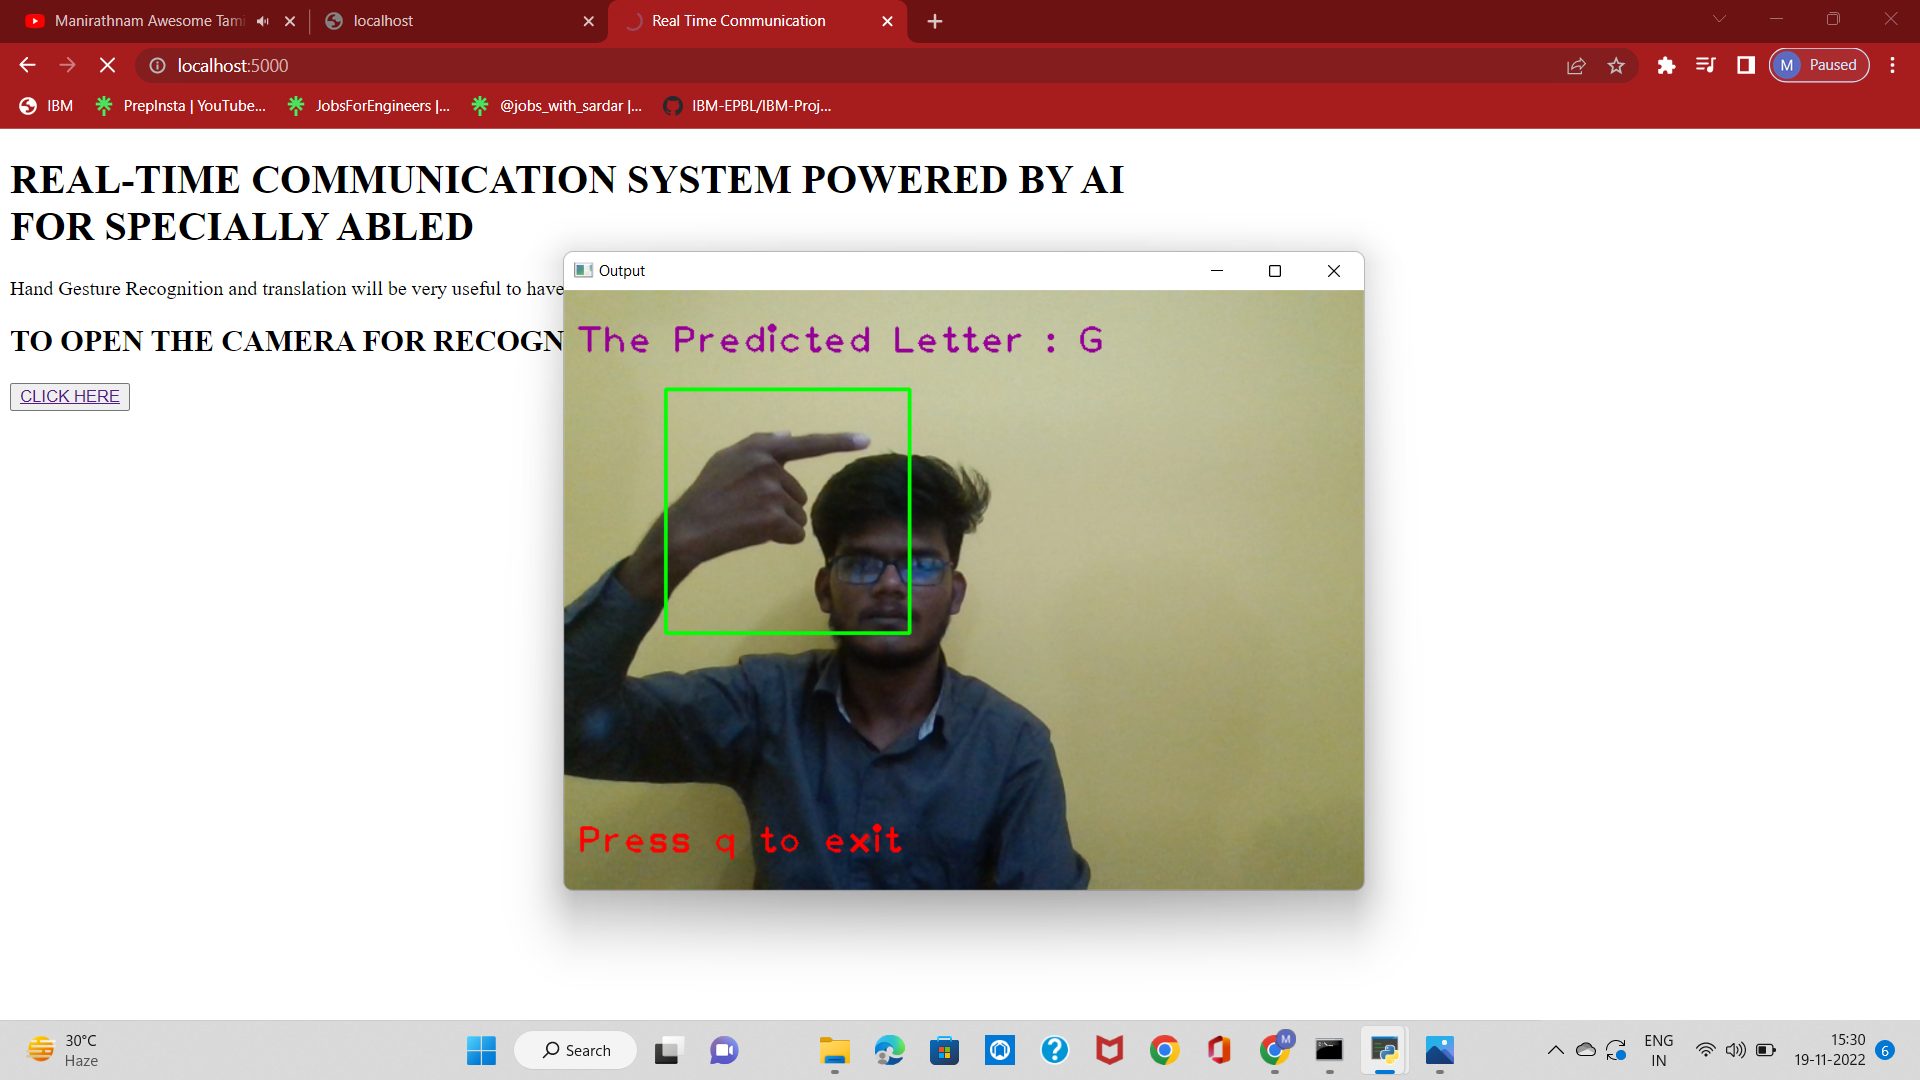 Manirathnam Awesome Tami
localhost
Real Time Communication
localhost:5000
M
Paused
IBM
PrepInsta | YouTube...
JobsForEngineers |...
@jobs_with_sardar |...
IBM-EPBL/IBM-Proj...
REAL-TIME COMMUNICATION SYSTEM POWERED BY AI
FOR SPECIALLY ABLED
Hand Gesture Recognition and translation will be very useful to have
TO OPEN THE CAMERA FOR RECOGN
CLICK HERE
Output
The Predicted Letter : G
Press q to exit
30°C
Haze
Search
M
ENG
IN
15:30
19-11-2022
6